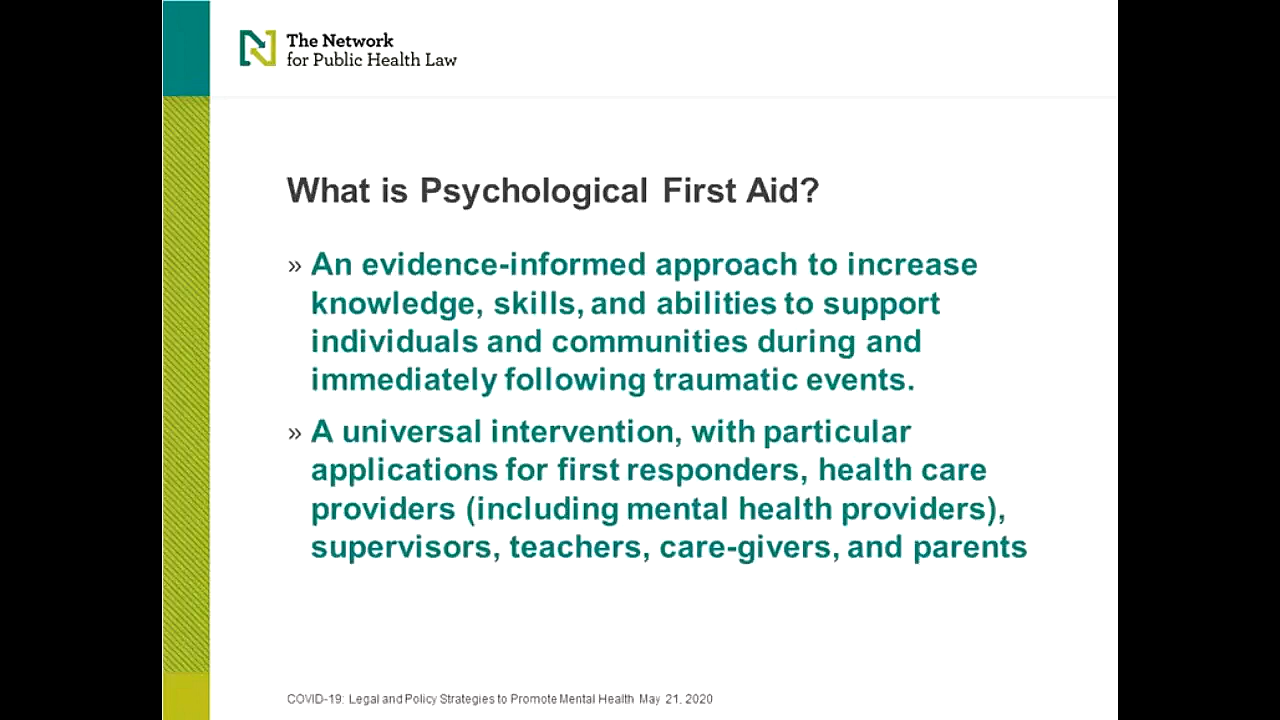 The Network
for Public Health Law
What is Psychological First Aid?
» An evidence-informed approach to increase
knowledge, skills, and abilities to support
individuals and communities during and
immediately following traumatic events.
» A universal intervention, with particular
applications for first responders, health care
providers (including mental health providers),
supervisors, teachers, care-givers, and parents
COVID-19: Legal and Policy Strategies to Promote Mental Health May 21, 2020